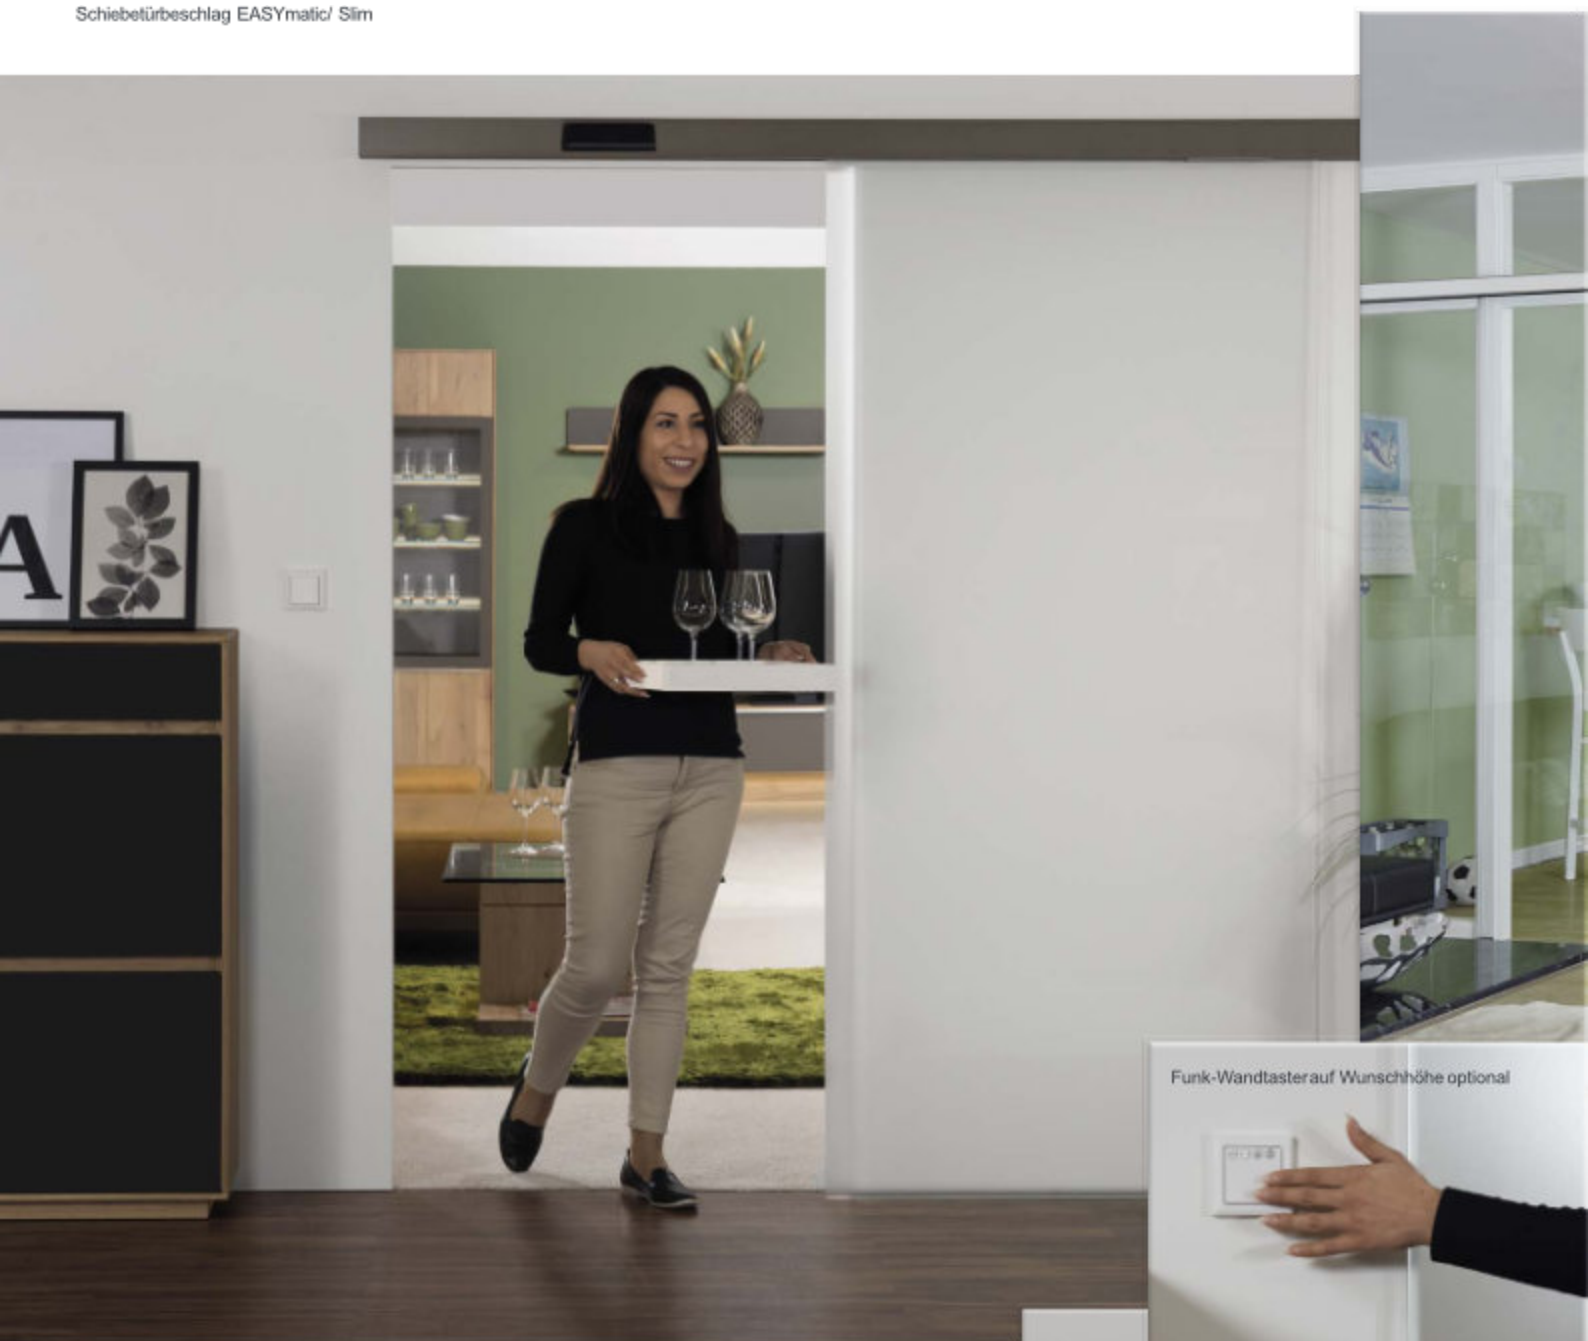 Schiebetürbeschlag EASYmatic/ Slim
A
Funk-Wandtaster auf Wunschhöhe optional